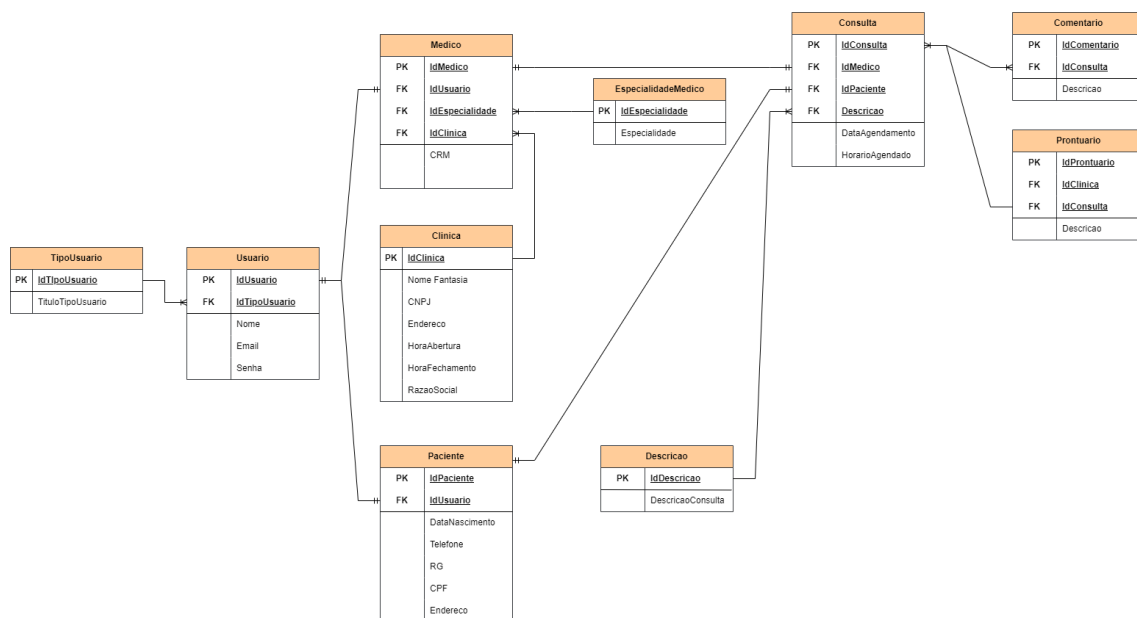 Medico
PK IdMedico
FK IdUsuario
FK IdEspecialidade
FK IdClinica
CRM
EspecialidadeMedico
PK IdEspecialidade
Especialidade
Consulta
PK IdConsulta
FK IdMedico
FK IdPaciente
FK Descricao
DataAgendamento
HorarioAgendado
Comentario
PK IdComentario
FK IdConsulta
Descricao
Prontuario
PK IdProntuario
FK IdClinica
FK IdConsulta
Descricao
TipoUsuario
PK IdTIpoUsuario
TituloTipoUsuario
Usuario
PK IdUsuario
FK IdTipoUsuario
Nome
Email
Senha
Clinica
PK IdClinica
Nome Fantasia
CNPJ
Endereco
HoraAbertura
HoraFechamento
RazaoSocial
Paciente
PK IdPaciente
FK IdUsuario
DataNascimento
Telefone
RG
CPF
Endereco
Descricao
PK IdDescricao
DescricaoConsulta